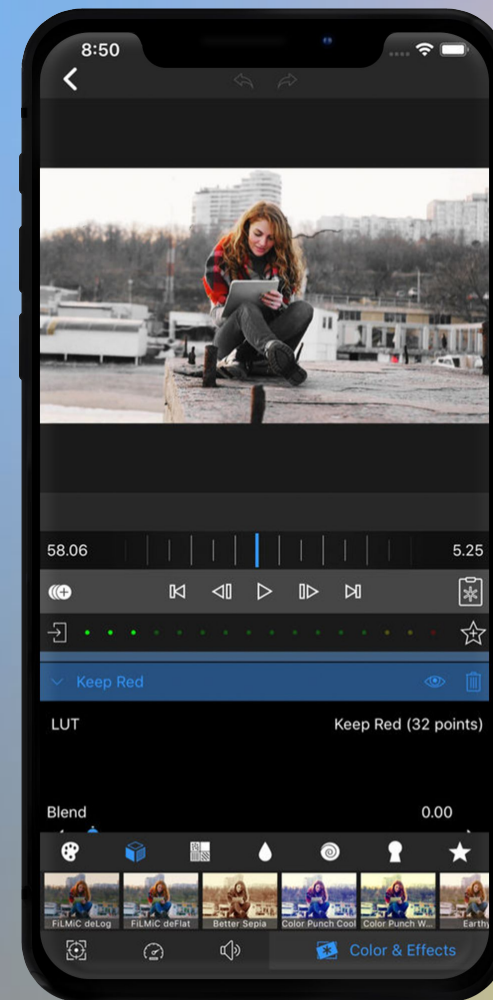 8:50
58.06
5.25
Keep Red
LUT
Keep Red (32 points)
Blend
0.00
FiLMiC deLog
FiLMiC deFlat
Better Sepia
Color Punch Cool
Color Punch W...
Earthy
Color & Effects